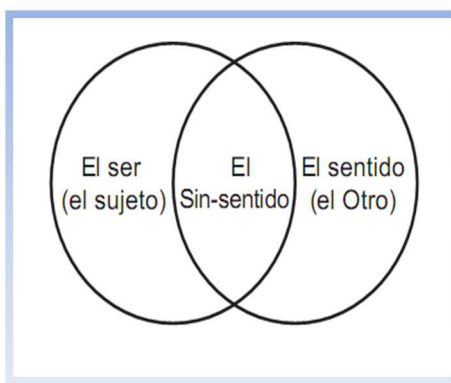 El ser
(el sujeto)
El
Sin-sentido
El sentido
(el Otro)